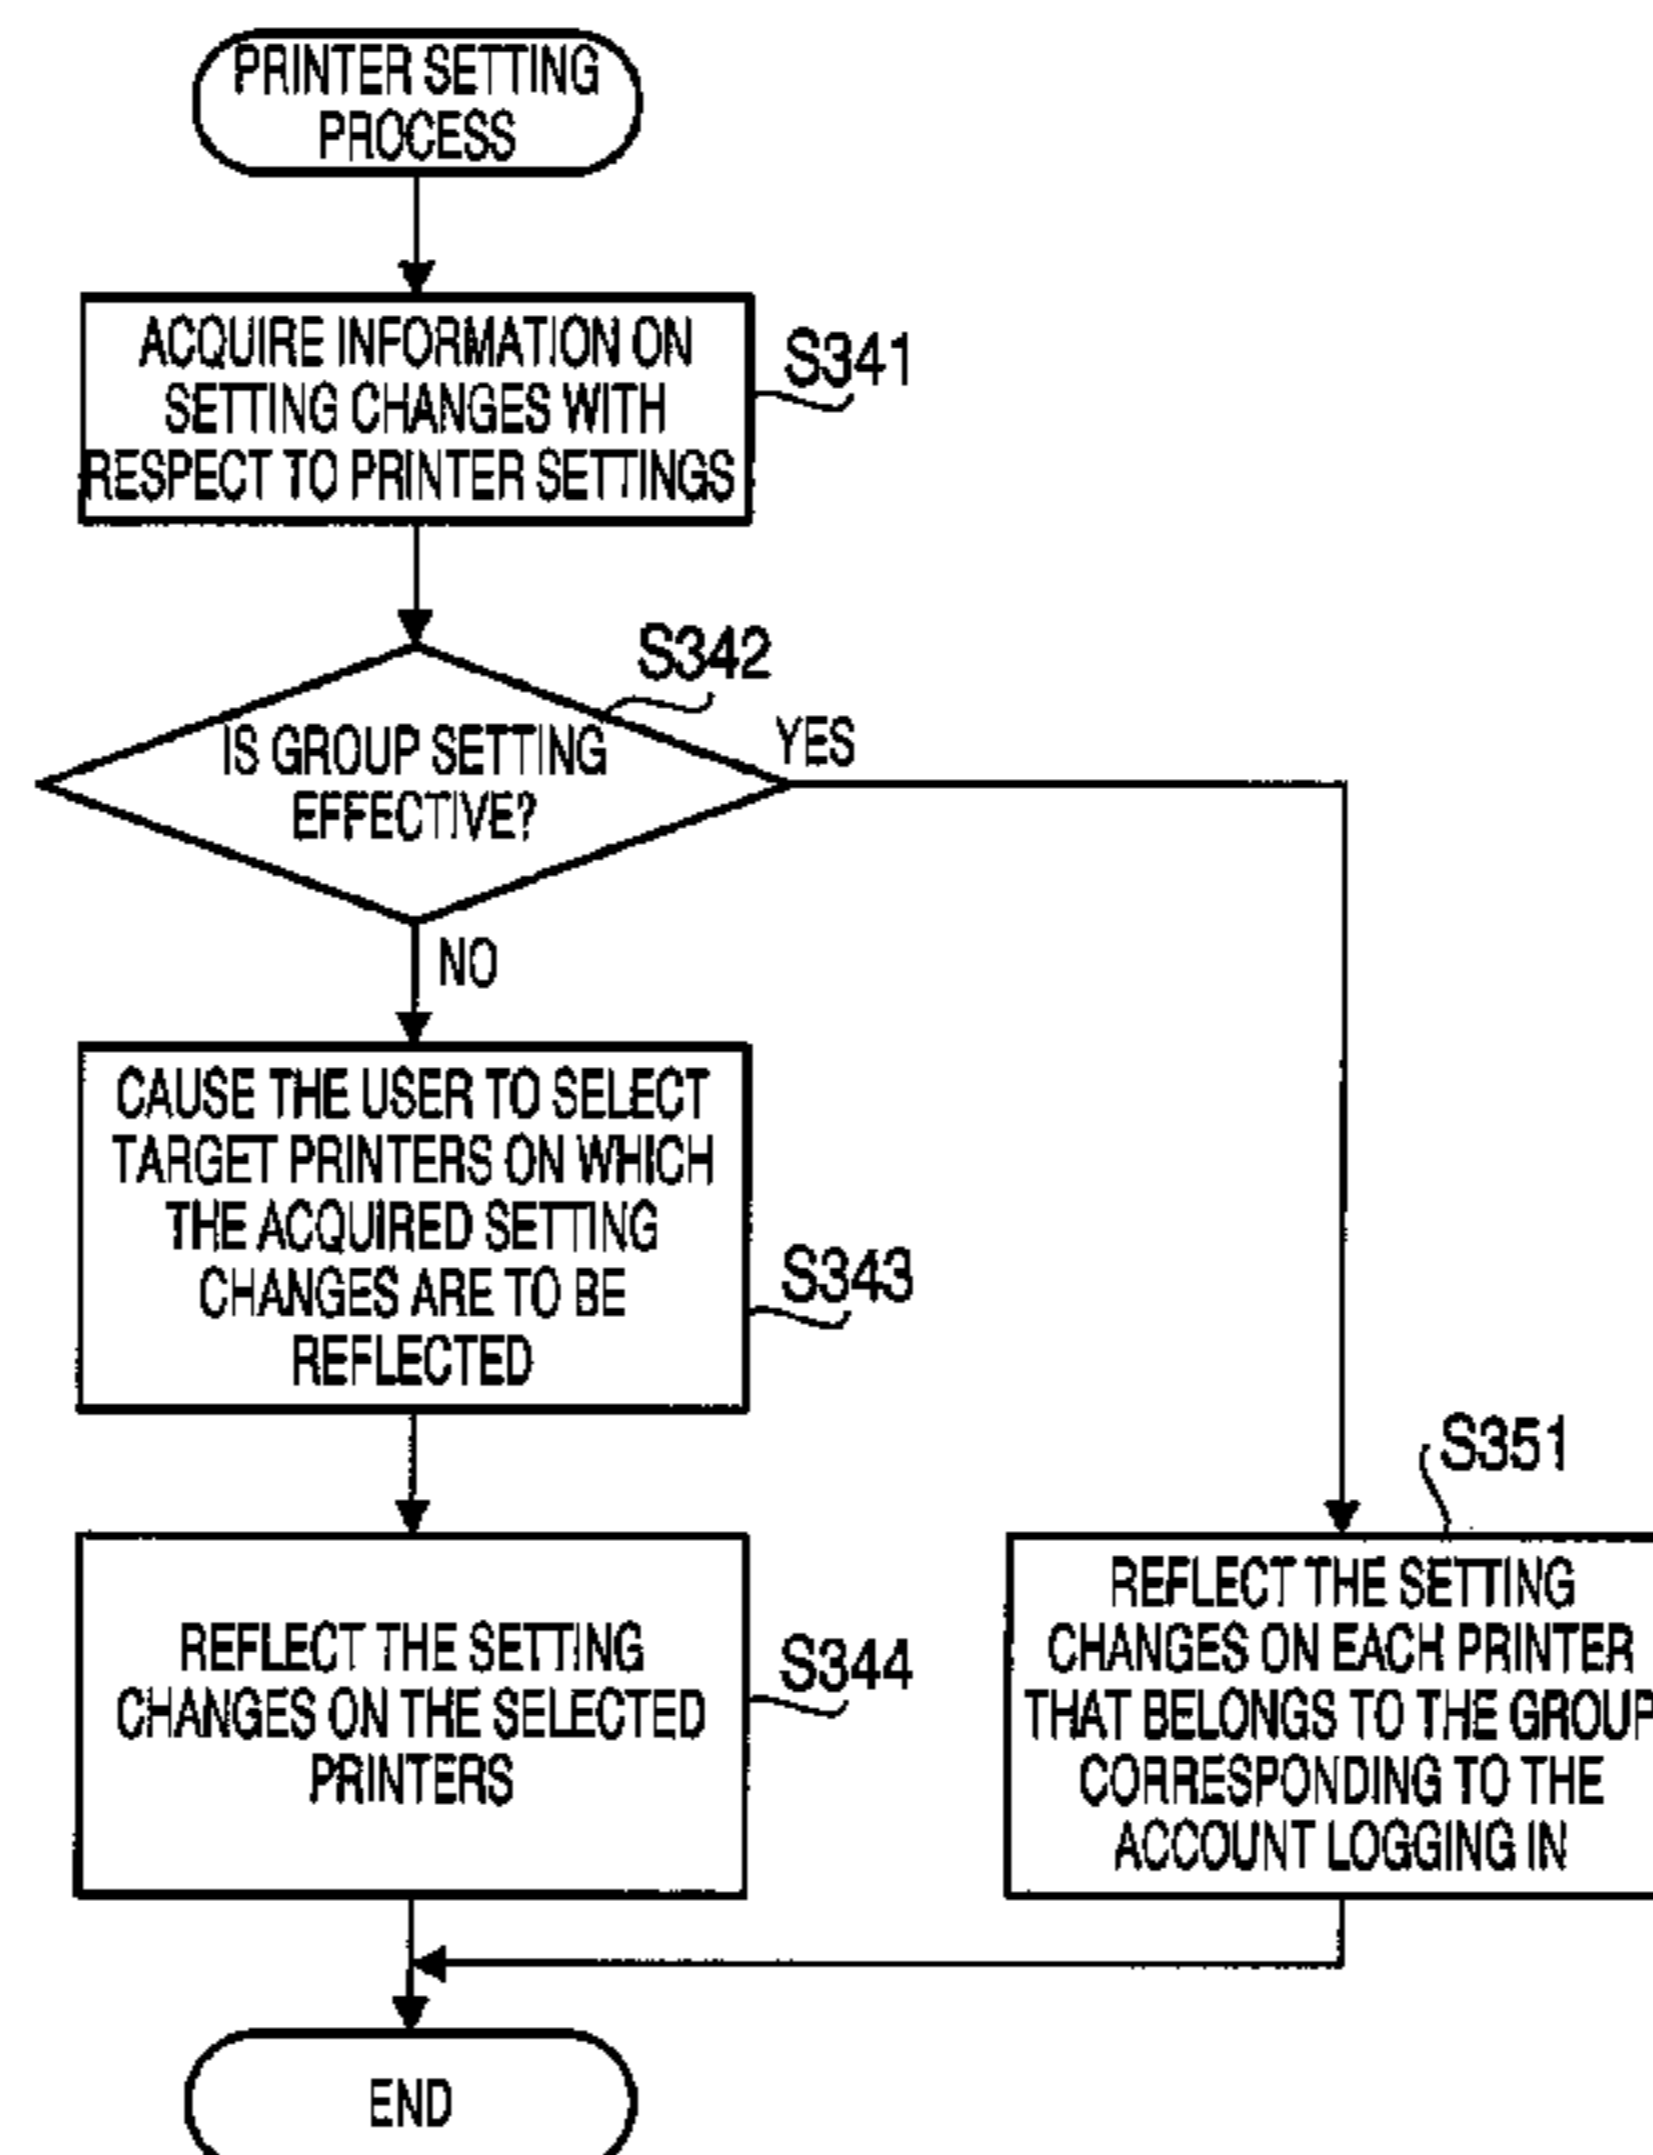 PRINTER SETTING
PROCESS
ACQUIRE INFORMATION ON
SETTING CHANGES WITH
RESPECT TO PRINTER SETTINGS
S341
S342
IS GROUP SETTING
EFFECTIVE?
YES
NO
CAUSE THE USER TO SELECT
TARGET PRINTERS ON WHICH
THE ACQUIRED SETTING
CHANGES ARE TO BE
REFLECTED
S343
REFLECT THE SETTING
CHANGES ON THE SELECTED
PRINTERS
S344
S351
REFLECT THE SETTING
CHANGES ON EACH PRINTER
THAT BELONGS TO THE GROUP
CORRESPONDING TO THE
ACCOUNT LOGGING IN
END